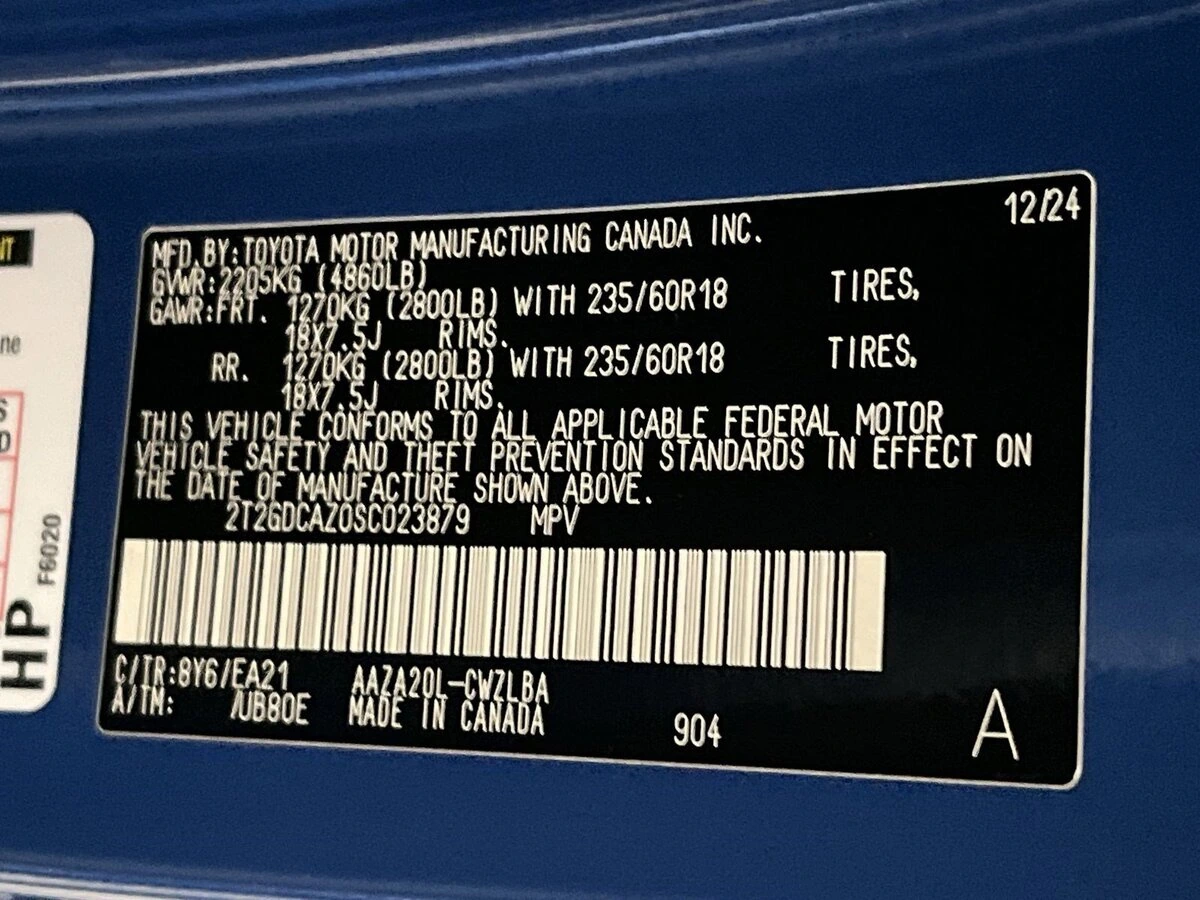 12/24
MFD.BY:TOYOTA MOTOR MANUFACTURING CANADA INC.
GVWR:2205KG (4860LB)
GAWR:FRT. 1270KG (2800LB) WITH 235/60R18 TIRES,
18X7.5J RIMS.
RR. 1270KG (2800LB) WITH 235/60R18 TIRES,
18X7.5J RIMS.
THIS VEHICLE CONFORMS TO ALL APPLICABLE FEDERAL MOTOR
VEHICLE SAFETY AND THEFT PREVENTION STANDARDS IN EFFECT ON
THE DATE OF MANUFACTURE SHOWN ABOVE.
2T2GDCAZ0SC023879 MPV
C/TR:8Y6/EA21 AAZA20L-CWZLBA
A/TM: /UB80E MADE IN CANADA
904
A
HP
F6020